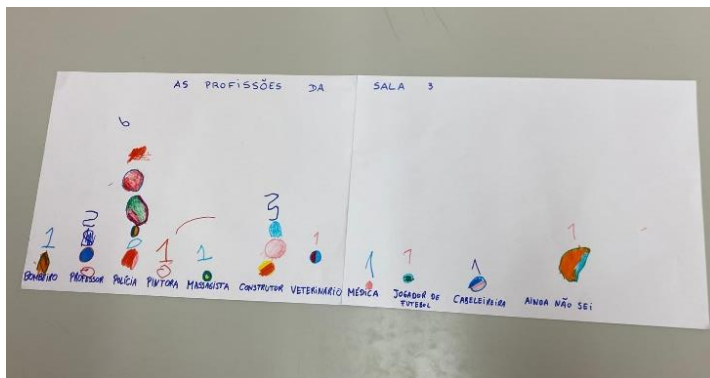 AS PROFISSÕES DA SALA 3
6
3
1 1 1 1 1 1 1 1
BOMBEIRO PROFESSOR POLÍCIA PINTORA MASSAGISTA CONSTRUTOR VETERINÁRIO MÉDICA JOGADOR DE FUTEBOL CABELEIREIRA AINDA NÃO SEI